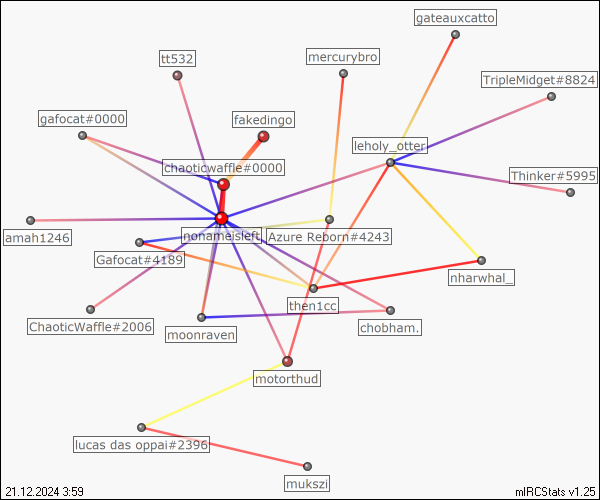 gateauxcatto
tt532
mercurybro
TripleMidget#8824
gafocat#0000
fakedingo
leholy_otter
chaoticwaffle#0000
Thinker#5995
amah1246
nonameisleft
Azure Reborn#4243
Gafocat#4189
nharwhal_
then1cc
ChaoticWaffle#2006
moonraven
chobham.
motorthud
lucas das oppai#2396
mukszi
21.12.2024 3:59
mIRCStats v1.25